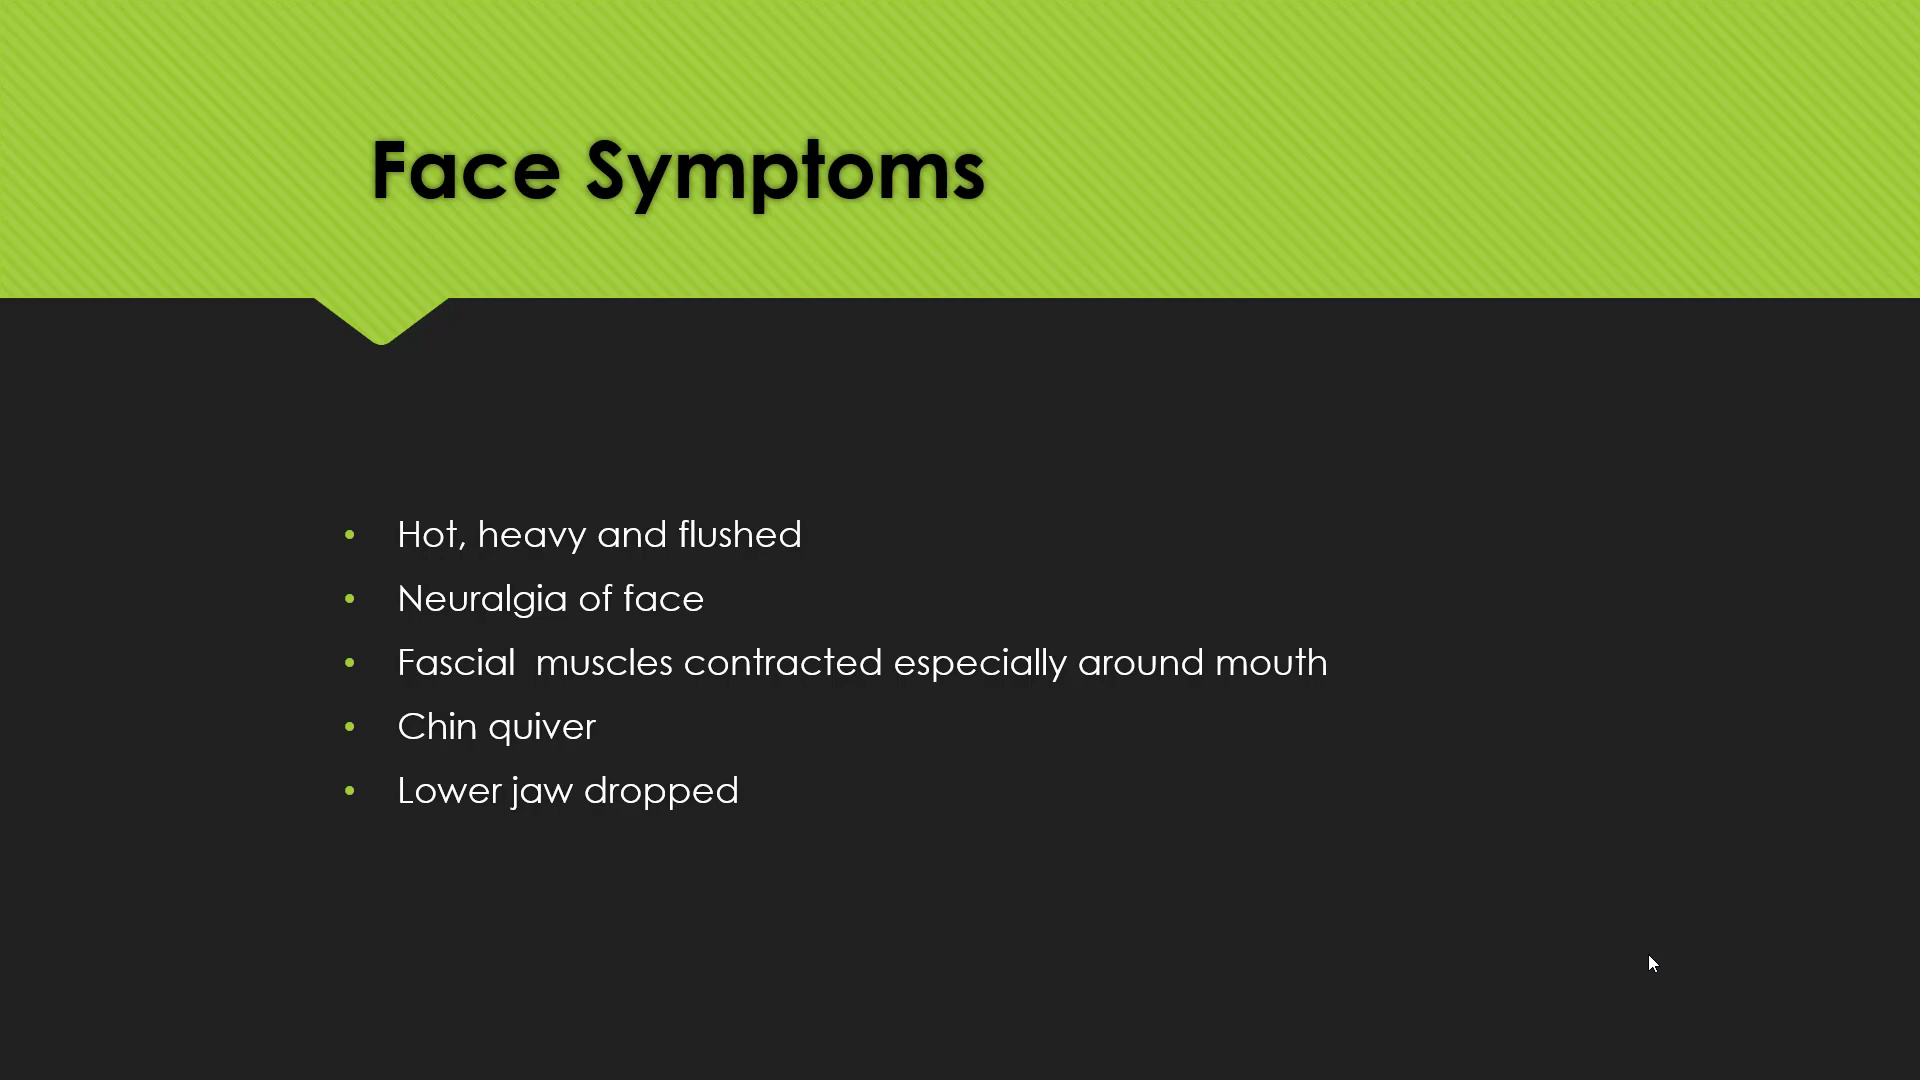 Face Symptoms
• Hot, heavy and flushed
• Neuralgia of face
• Fascial  muscles contracted especially around mouth
• Chin quiver
• Lower jaw dropped